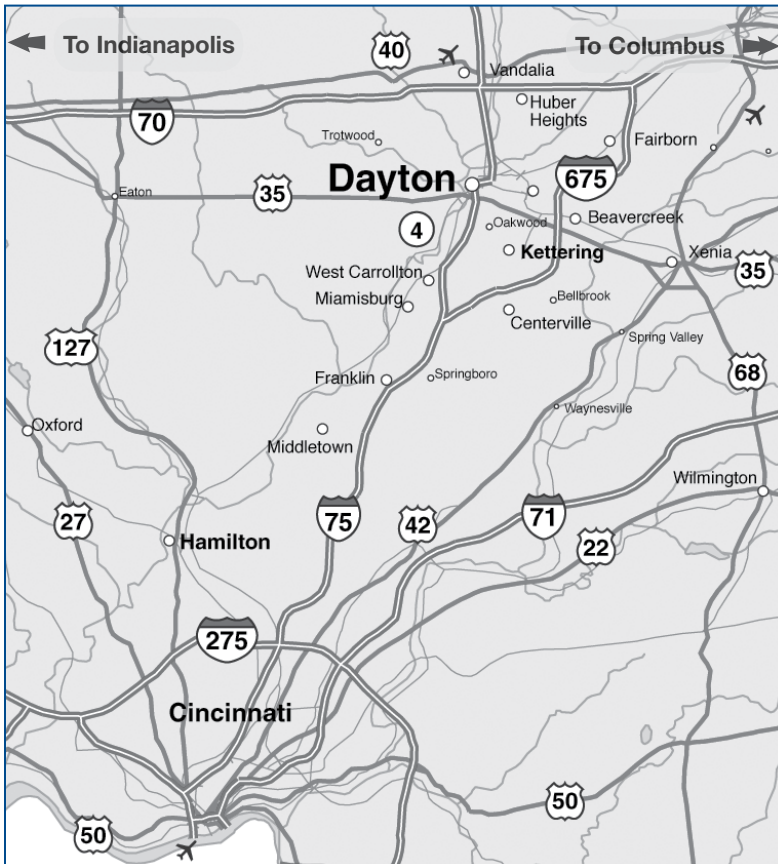 To Indianapolis
To Columbus
40
Vandalia
70
Huber
Heights
Trotwood
Fairborn
Dayton
675
Eaton
35
4
Oakwood
Beavercreek
Kettering
Xenia
35
West Carrollton
Miamisburg
Bellbrook
Centerville
Spring Valley
127
68
Franklin
Springboro
Waynesville
Oxford
Middletown
Wilmington
27
75
42
71
22
Hamilton
275
Cincinnati
50
50